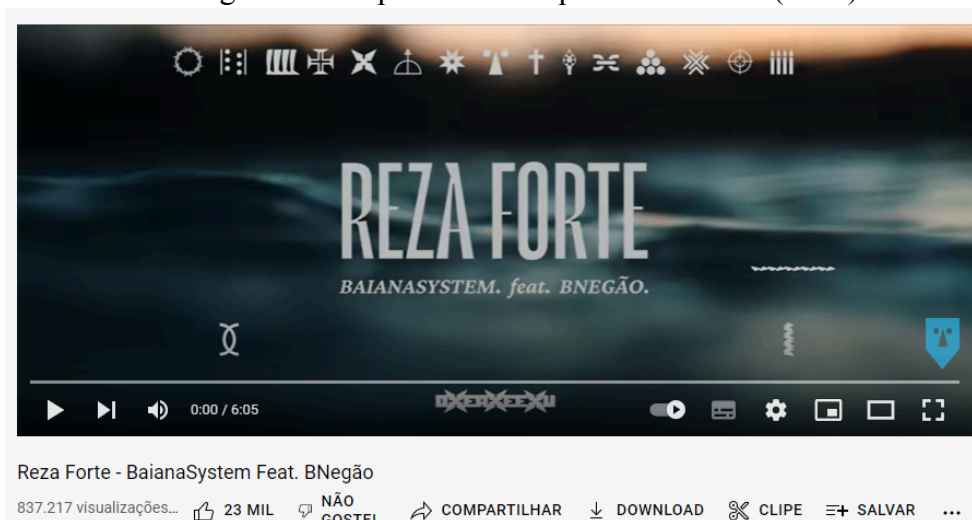 REZA FORTE
BAIANASYSTEM. feat. BNEGÃO.
0:00 / 6:05
Reza Forte - BaianaSystem Feat. BNegão
837.217 visualizações... 23 MIL NÃO COMPARTILHAR DOWNLOAD CLIPE SALVAR ...
GOSTEI